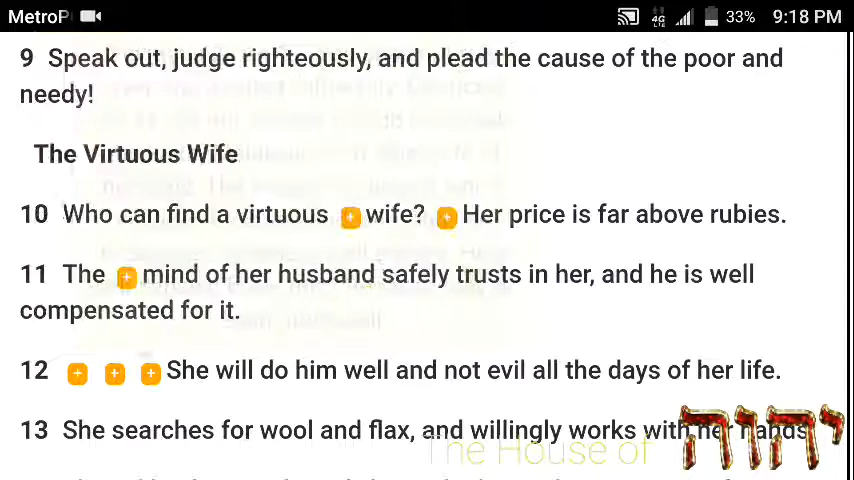 MetroP
4G LTE 33% 9:18 PM
9 Speak out, judge righteously, and plead the cause of the poor and
needy!
The Virtuous Wife
10 Who can find a virtuous + wife? + Her price is far above rubies.
11 The + mind of her husband safely trusts in her, and he is well
compensated for it.
12 + + + She will do him well and not evil all the days of her life.
13 She searches for wool and flax, and willingly works with her hands
The House of יהוה